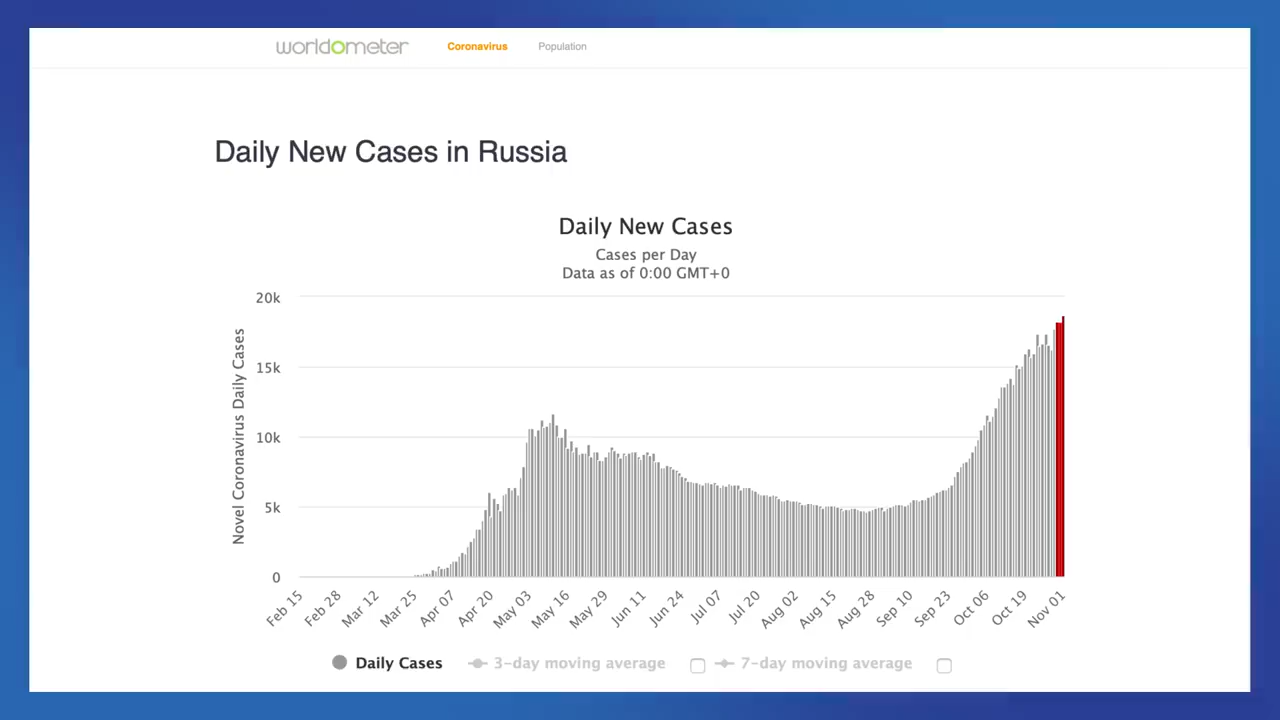 worldometer
Coronavirus
Population
Daily New Cases in Russia
Daily New Cases
Cases per Day
Data as of 0:00 GMT+0
Novel Coronavirus Daily Cases
20k
15k
10k
5k
0
Feb 15
Feb 28
Mar 12
Mar 25
Apr 07
Apr 20
May 03
May 16
May 29
Jun 11
Jun 24
Jul 07
Jul 20
Aug 02
Aug 15
Aug 28
Sep 10
Sep 23
Oct 06
Oct 19
Nov 01
Daily Cases
3-day moving average
7-day moving average